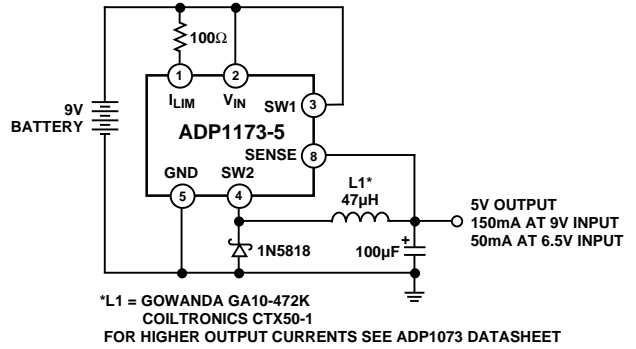 100Ω
1
2
ILIM
VIN
SW1
3
9V
BATTERY
ADP1173-5
SENSE
8
GND
SW2
5
4
L1*
47µH
5V OUTPUT
150mA AT 9V INPUT
50mA AT 6.5V INPUT
1N5818
100µF
+
*L1 = GOWANDA GA10-472K
COILTRONICS CTX50-1
FOR HIGHER OUTPUT CURRENTS SEE ADP1073 DATASHEET